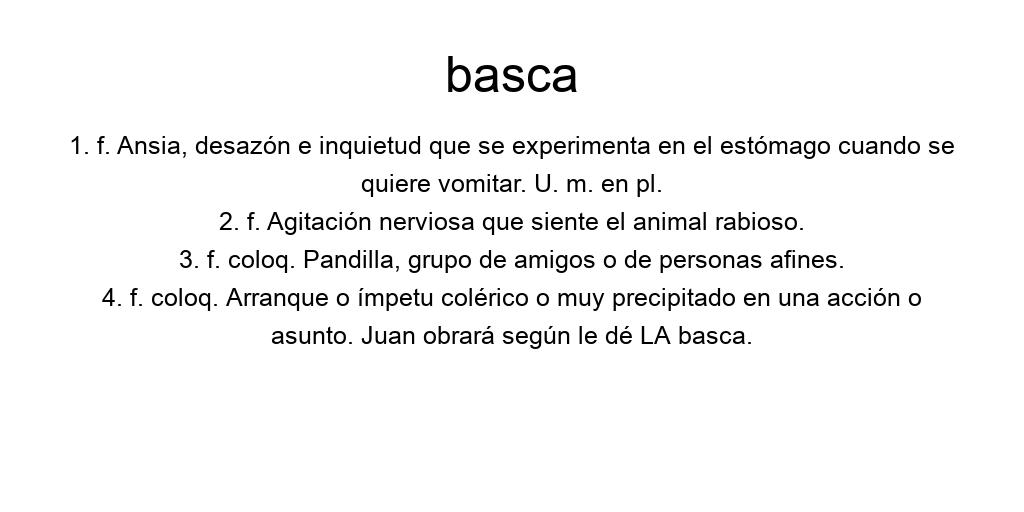 basca
1. f. Ansia, desazón e inquietud que se experimenta en el estómago cuando se
quiere vomitar. U. m. en pl.
2. f. Agitación nerviosa que siente el animal rabioso.
3. f. coloq. Pandilla, grupo de amigos o de personas afines.
4. f. coloq. Arranque o ímpetu colérico o muy precipitado en una acción o
asunto. Juan obrará según le dé LA basca.